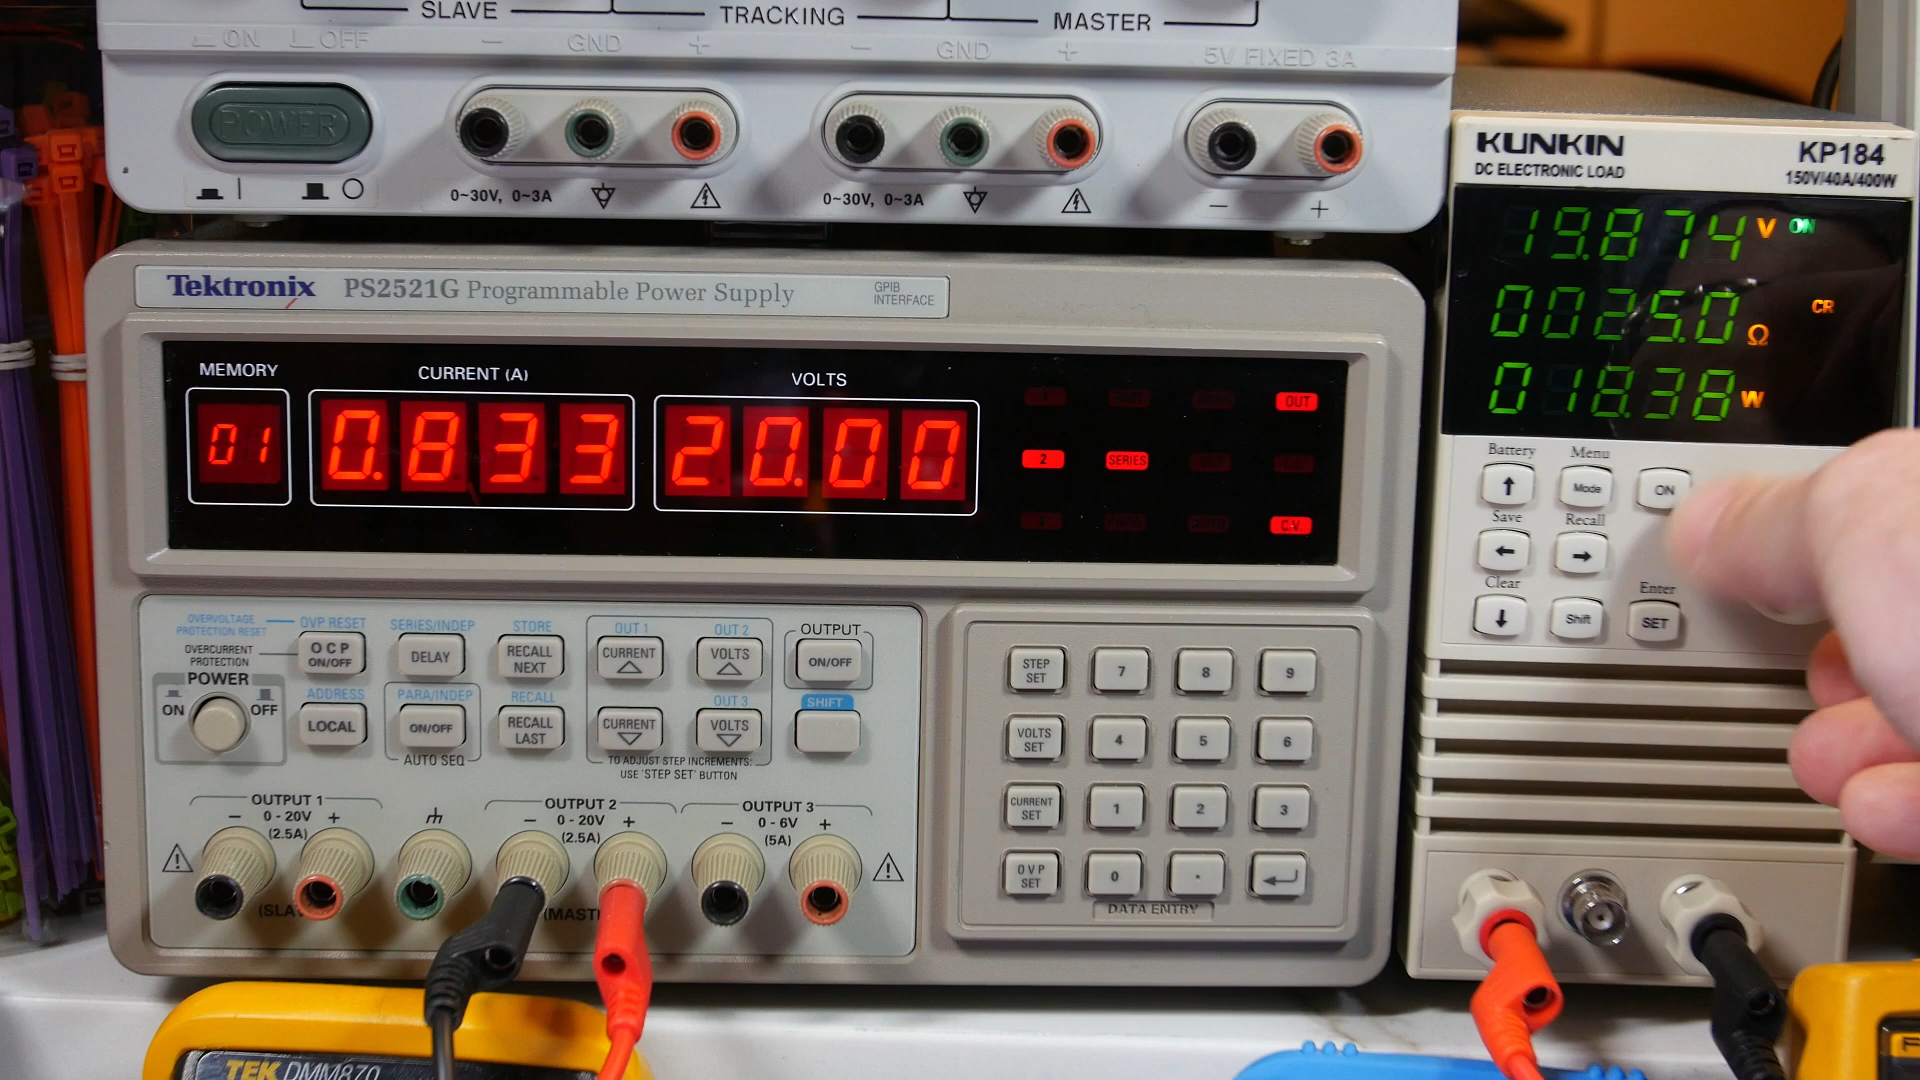 SLAVE TRACKING MASTER
ON OFF - GND + - GND + 5V FIXED 3A
POWER
0~30V, 0~3A 0~30V, 0~3A - +
KUNKIN
DC ELECTRONIC LOAD
KP184
150V/40A/400W
19.874 V ON
0025.0 Ω CR
018.38 W
Battery Menu
Mode ON
Save Recall
Clear Enter
Shift SET
Tektronix PS2521G Programmable Power Supply
GPIB
INTERFACE
MEMORY CURRENT (A) VOLTS
01 0.833 20.00
OUT
2 SERIES
C.V.
OVERVOLTAGE
PROTECTION RESET
OVERCURRENT
PROTECTION
POWER
ON OFF
OVP RESET
OCP
ON/OFF
ADDRESS
LOCAL
SERIES/INDEP
DELAY
PARA/INDEP
ON/OFF
AUTO SEQ
STORE
RECALL
NEXT
RECALL
RECALL
LAST
OUT 1
CURRENT
OUT 2
VOLTS
CURRENT
OUT 3
VOLTS
TO ADJUST STEP INCREMENTS:
USE 'STEP SET' BUTTON
OUTPUT
ON/OFF
SHIFT
STEP
SET
7 8 9
VOLTS
SET
4 5 6
CURRENT
SET
1 2 3
OVP
SET
0 .
DATA ENTRY
OUTPUT 1
- 0 - 20V +
(2.5A)
OUTPUT 2
- 0 - 20V +
(2.5A)
OUTPUT 3
- 0 - 6V +
(5A)
TEK DMM870